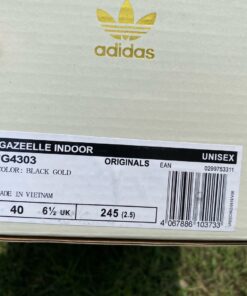 adidas
GAZEELLE INDOOR
G4303
ORIGINALS
EAN
UNISEX
0299753311
COLOR: BLACK GOLD
MADE IN VIETNAM
40 6½ UK 245 (2.5)
4 067886 103733